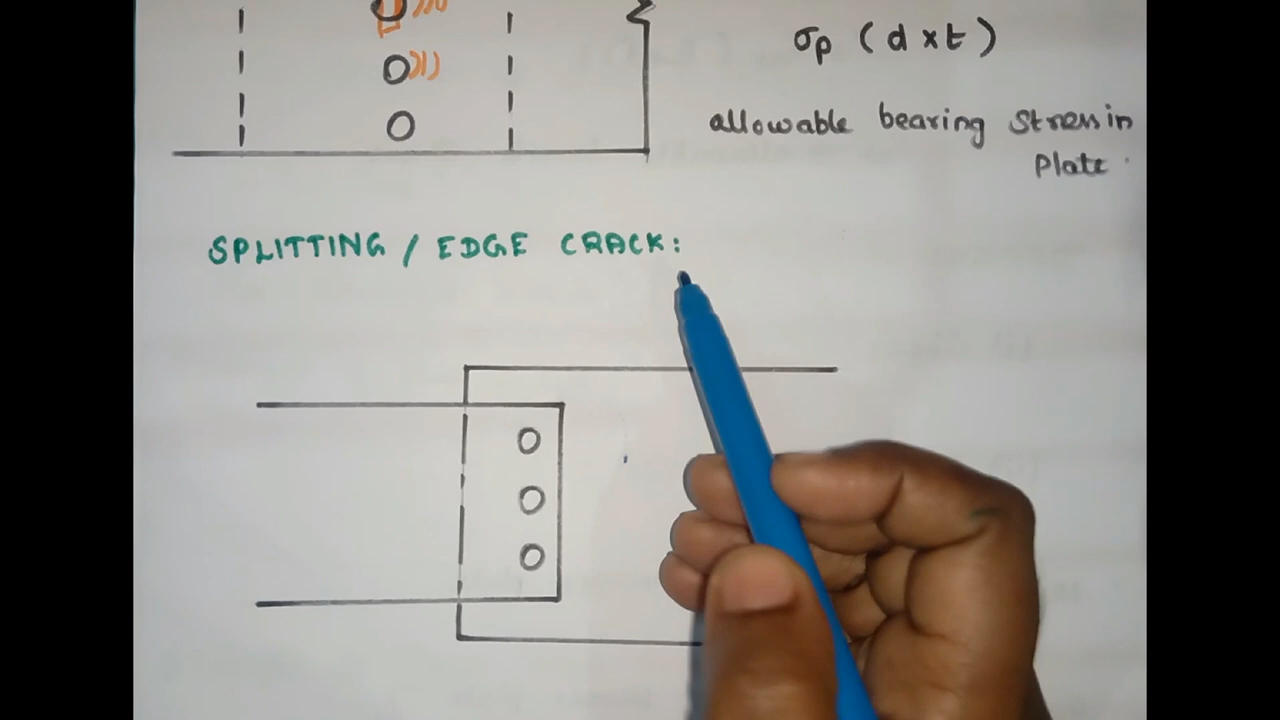 σp (d x t)
allowable bearing stress in
plate.
SPLITTING / EDGE CRACK: